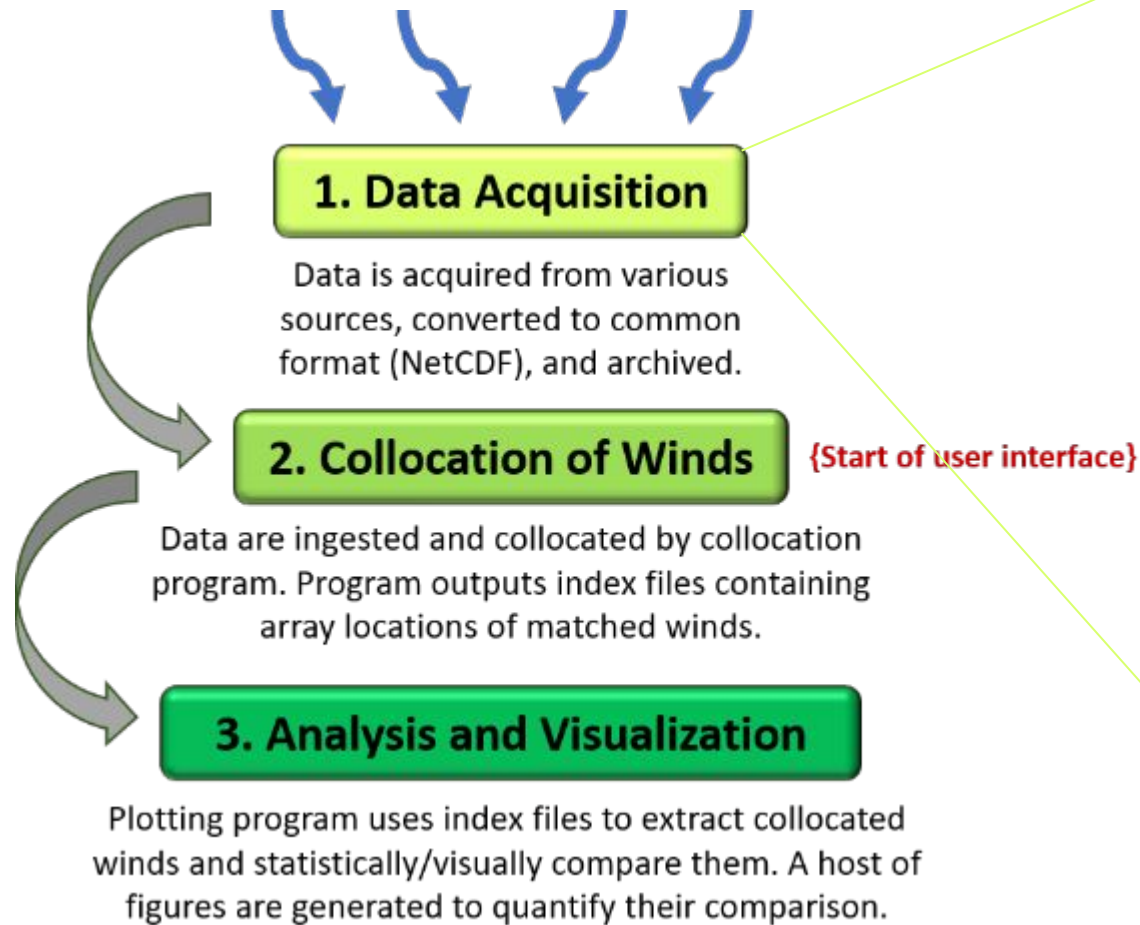 1. Data Acquisition
Data is acquired from various
sources, converted to common
format (NetCDF), and archived.
2. Collocation of Winds
{Start of user interface}
Data are ingested and collocated by collocation
program. Program outputs index files containing
array locations of matched winds.
3. Analysis and Visualization
Plotting program uses index files to extract collocated
winds and statistically/visually compare them. A host of
figures are generated to quantify their comparison.